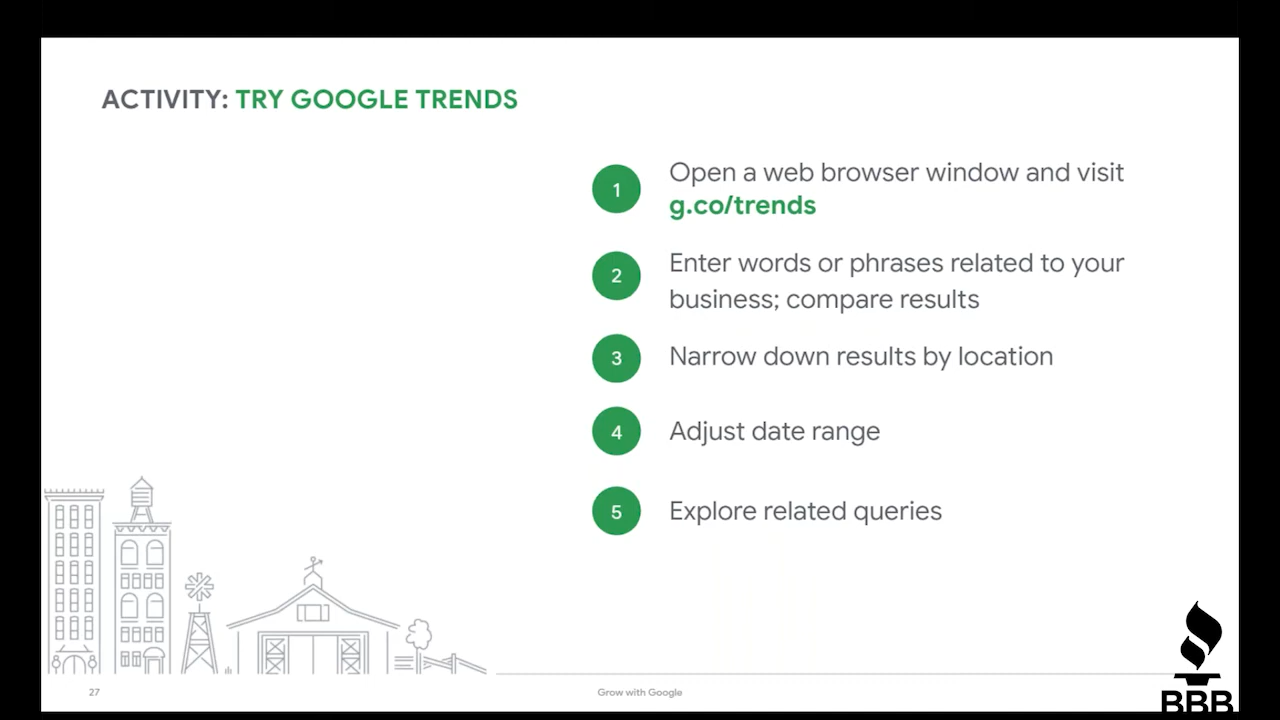 ACTIVITY: TRY GOOGLE TRENDS
1
Open a web browser window and visit
g.co/trends
2
Enter words or phrases related to your
business; compare results
3
Narrow down results by location
4
Adjust date range
5
Explore related queries
27
Grow with Google
BBB